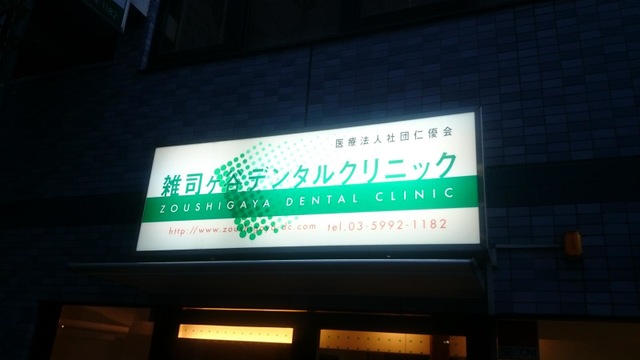 医療法人社団仁優会
雑司ヶ谷デンタルクリニック
ZOUSHIGAYA DENTAL CLINIC
tel.03-5992-1182